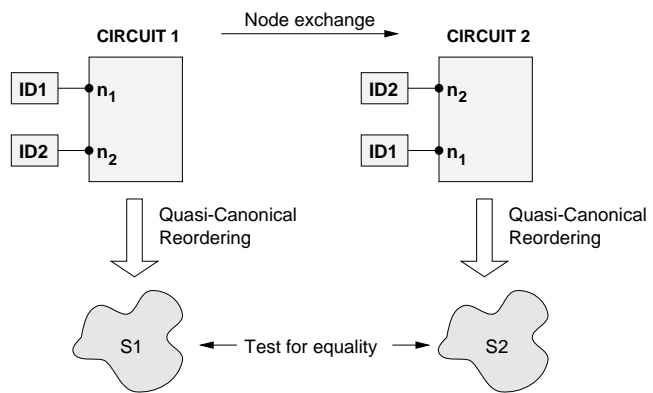 Node exchange
CIRCUIT 1
CIRCUIT 2
ID1
n1
ID2
n2
ID2
n2
ID1
n1
Quasi-Canonical
Reordering
Quasi-Canonical
Reordering
S1
Test for equality
S2